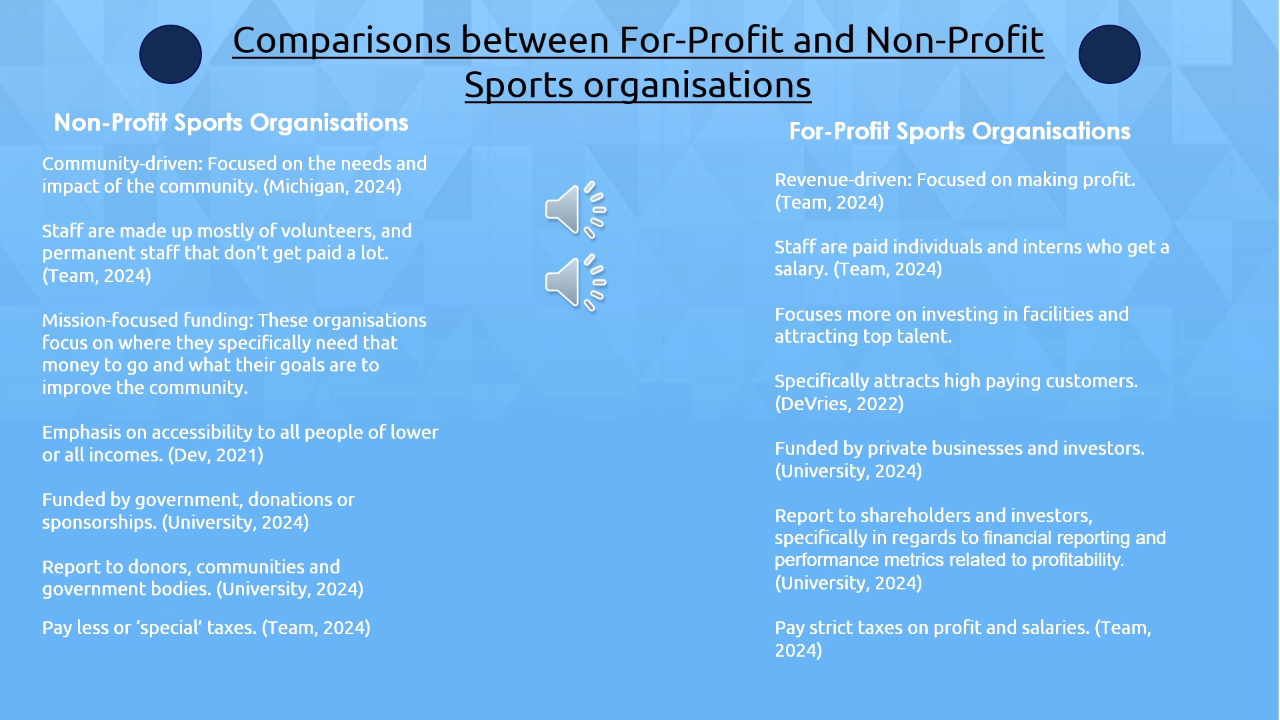 Comparisons between For-Profit and Non-Profit
Sports organisations
Non-Profit Sports Organisations
Community-driven: Focused on the needs and
impact of the community. (Michigan, 2024)
Staff are made up mostly of volunteers, and
permanent staff that don’t get paid a lot.
(Team, 2024)
Mission-focused funding: These organisations
focus on where they specifically need that
money to go and what their goals are to
improve the community.
Emphasis on accessibility to all people of lower
or all incomes. (Dev, 2021)
Funded by government, donations or
sponsorships. (University, 2024)
Report to donors, communities and
government bodies. (University, 2024)
Pay less or ‘special’ taxes. (Team, 2024)
For-Profit Sports Organisations
Revenue-driven: Focused on making profit.
(Team, 2024)
Staff are paid individuals and interns who get a
salary. (Team, 2024)
Focuses more on investing in facilities and
attracting top talent.
Specifically attracts high paying customers.
(DeVries, 2022)
Funded by private businesses and investors.
(University, 2024)
Report to shareholders and investors,
specifically in regards to financial reporting and
performance metrics related to profitability.
(University, 2024)
Pay strict taxes on profit and salaries. (Team,
2024)